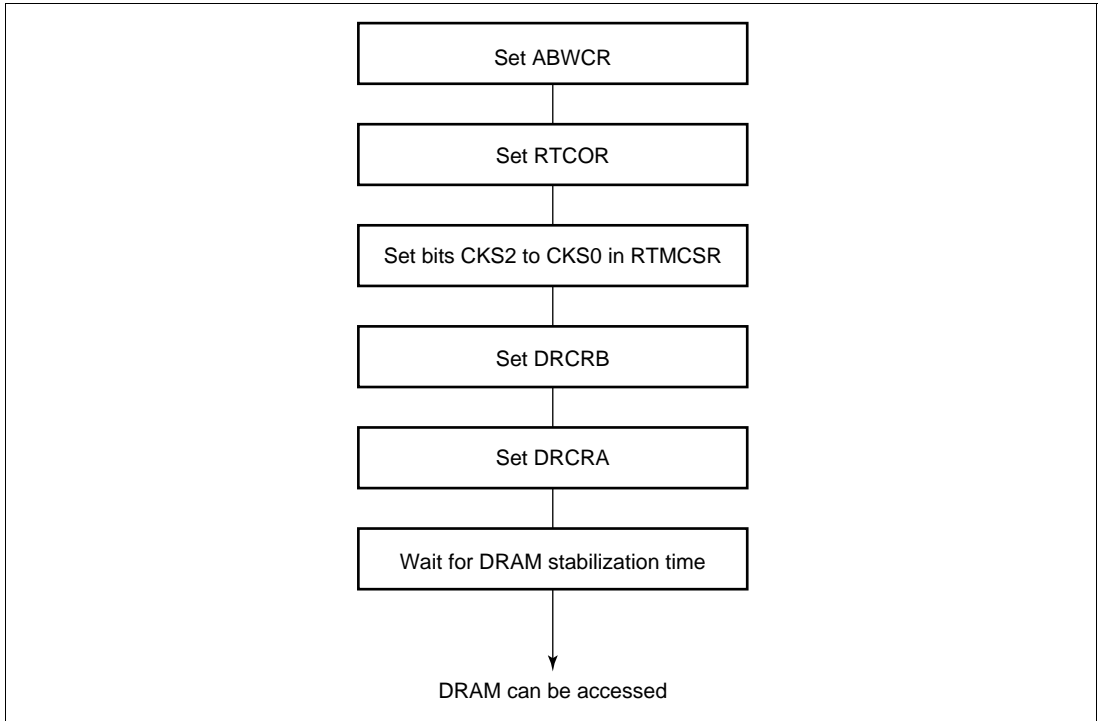 Set ABWCR
Set RTCOR
Set bits CKS2 to CKS0 in RTMCSR
Set DRCRB
Set DRCRA
Wait for DRAM stabilization time
DRAM can be accessed